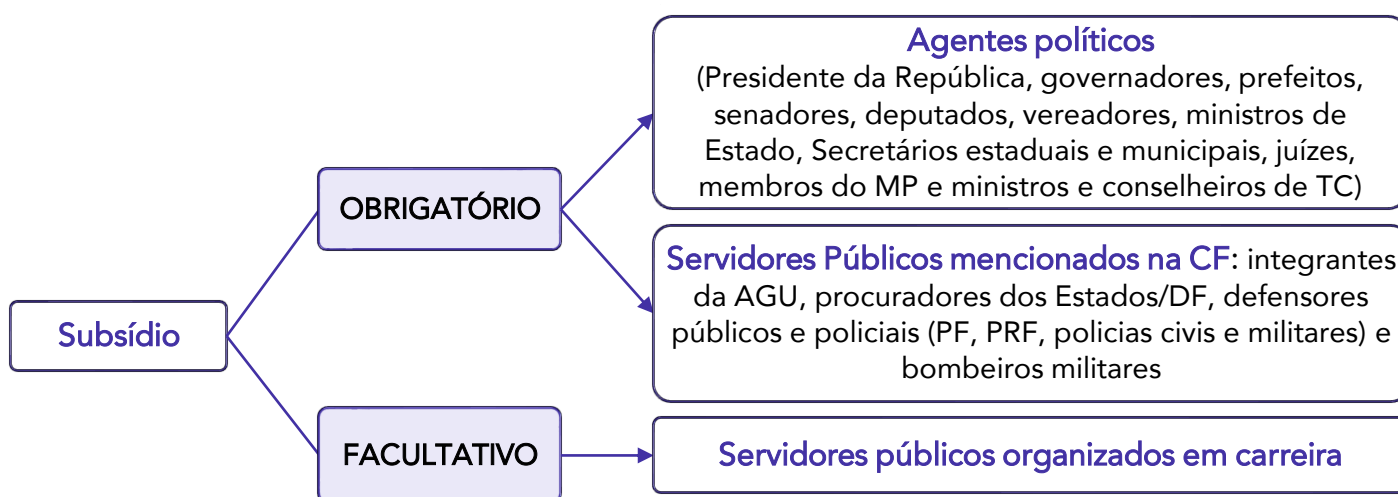 Agentes políticos
(Presidente da República, governadores, prefeitos,
senadores, deputados, vereadores, ministros de
Estado, Secretários estaduais e municipais, juízes,
membros do MP e ministros e conselheiros de TC)
OBRIGATÓRIO
Servidores Públicos mencionados na CF: integrantes
da AGU, procuradores dos Estados/DF, defensores
públicos e policiais (PF, PRF, policias civis e militares) e
bombeiros militares
Subsídio
FACULTATIVO
Servidores públicos organizados em carreira